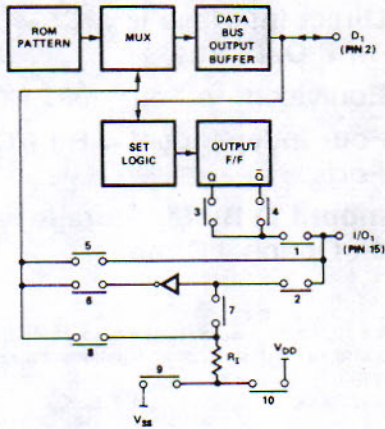 ROM
PATTERN
MUX
DATA
BUS
OUTPUT
BUFFER
D1
(PIN 2)
SET
LOGIC
OUTPUT
F/F
Q
Q̅
3
4
1
I/O1
(PIN 15)
5
6
2
7
8
R1
9
VDD
10
VSS